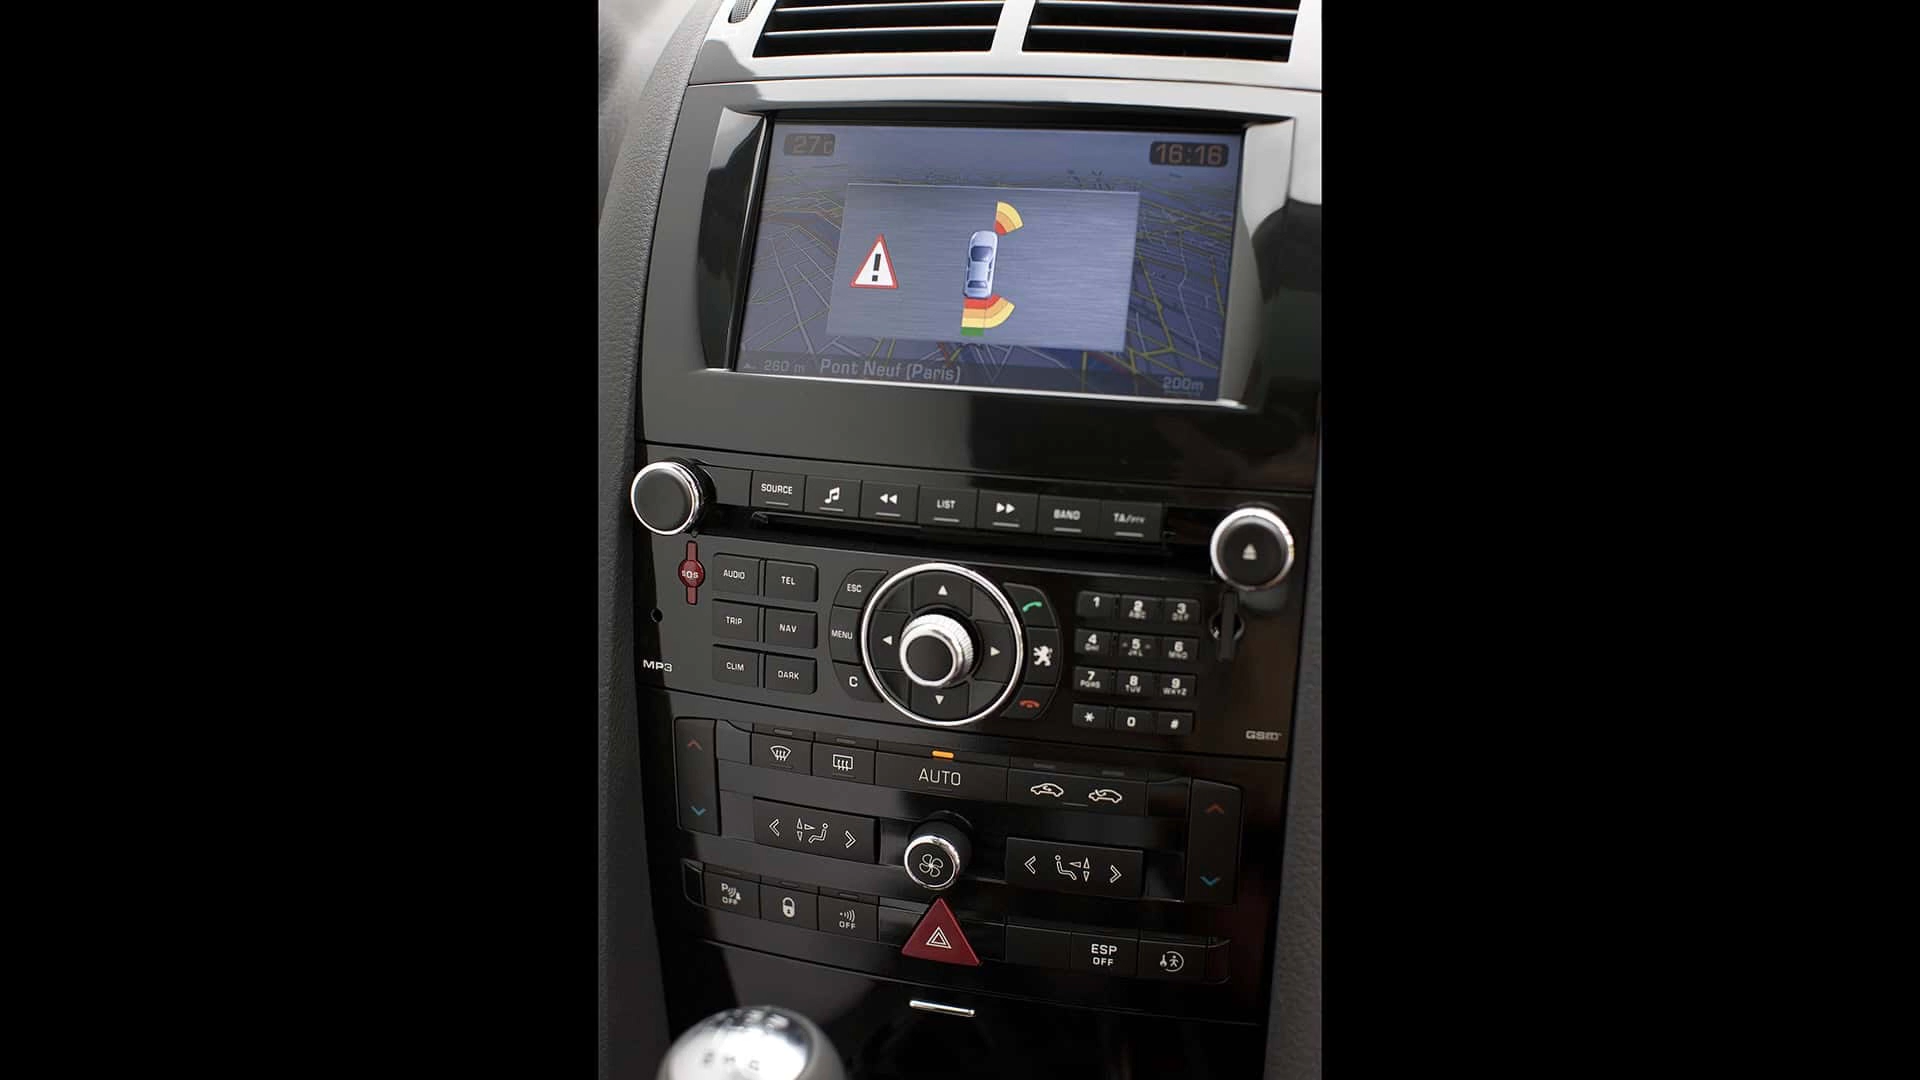 27c
16:16
260 m Pont Neuf (Paris)
200m
SOURCE
LIST
BAND
TA/PTY
SOS
AUDIO
TEL
ESC
TRIP
NAV
MENU
CLIM
DARK
C
MP3
1
2 ABC
3 DEF
4 GHI
5 JKL
6 MNO
7 PQRS
8 TUV
9 WXYZ
*
0
#
AUTO
P OFF
OFF
ESP OFF